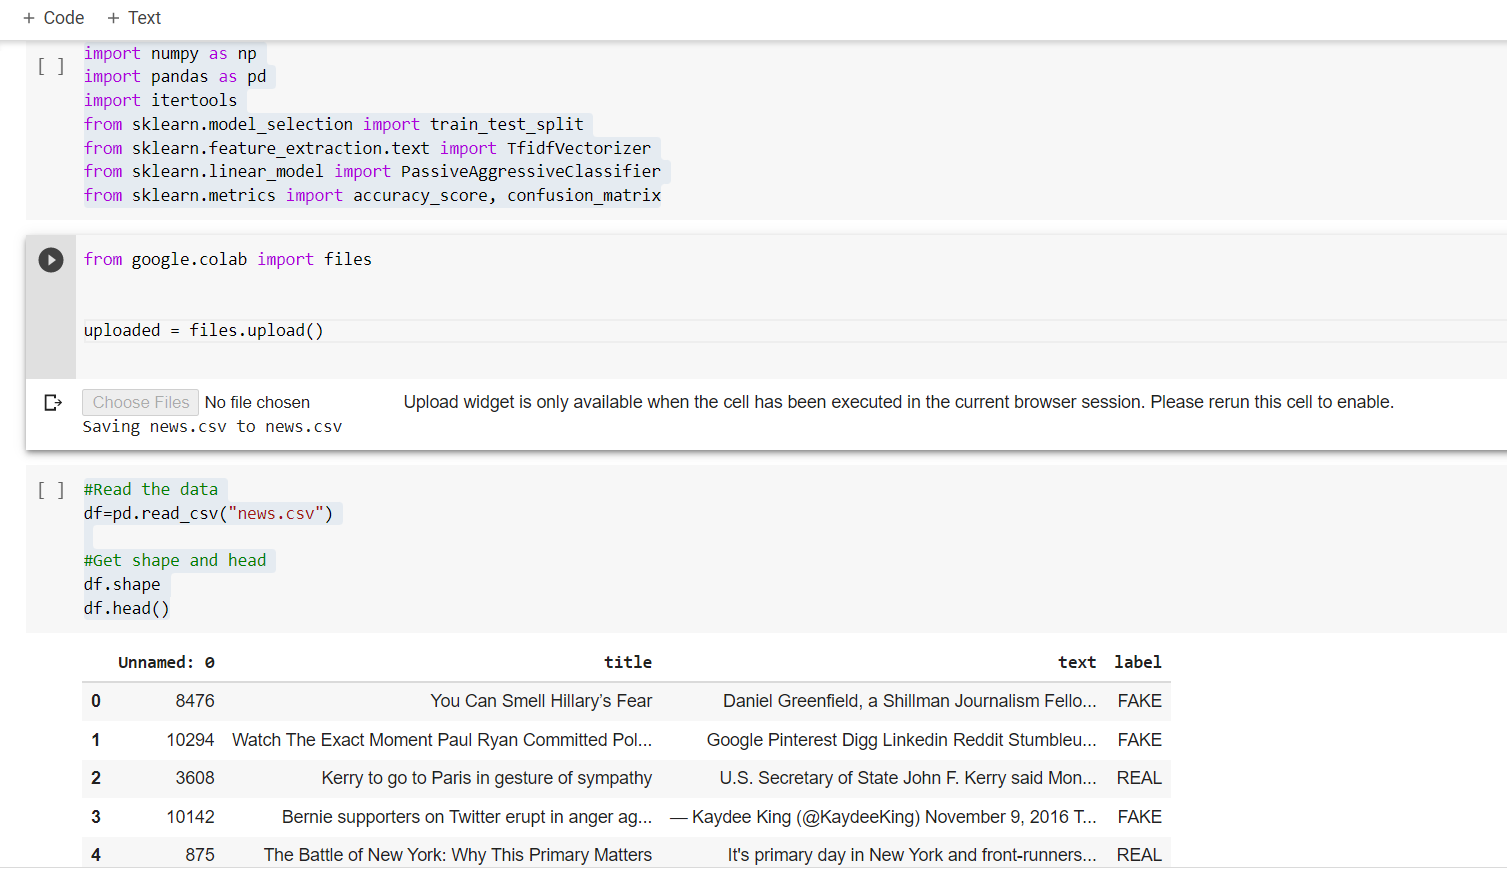 + Code + Text
[ ] import numpy as np
import pandas as pd
import itertools
from sklearn.model_selection import train_test_split
from sklearn.feature_extraction.text import TfidfVectorizer
from sklearn.linear_model import PassiveAggressiveClassifier
from sklearn.metrics import accuracy_score, confusion_matrix
from google.colab import files
uploaded = files.upload()
Choose Files No file chosen Upload widget is only available when the cell has been executed in the current browser session. Please rerun this cell to enable.
Saving news.csv to news.csv
[ ] #Read the data
df=pd.read_csv("news.csv")
#Get shape and head
df.shape
df.head()
Unnamed: 0 title text label
0 8476 You Can Smell Hillary’s Fear Daniel Greenfield, a Shillman Journalism Fello... FAKE
1 10294 Watch The Exact Moment Paul Ryan Committed Pol... Google Pinterest Digg Linkedin Reddit Stumbleu... FAKE
2 3608 Kerry to go to Paris in gesture of sympathy U.S. Secretary of State John F. Kerry said Mon... REAL
3 10142 Bernie supporters on Twitter erupt in anger ag... — Kaydee King (@KaydeeKing) November 9, 2016 T... FAKE
4 875 The Battle of New York: Why This Primary Matters It's primary day in New York and front-runners... REAL